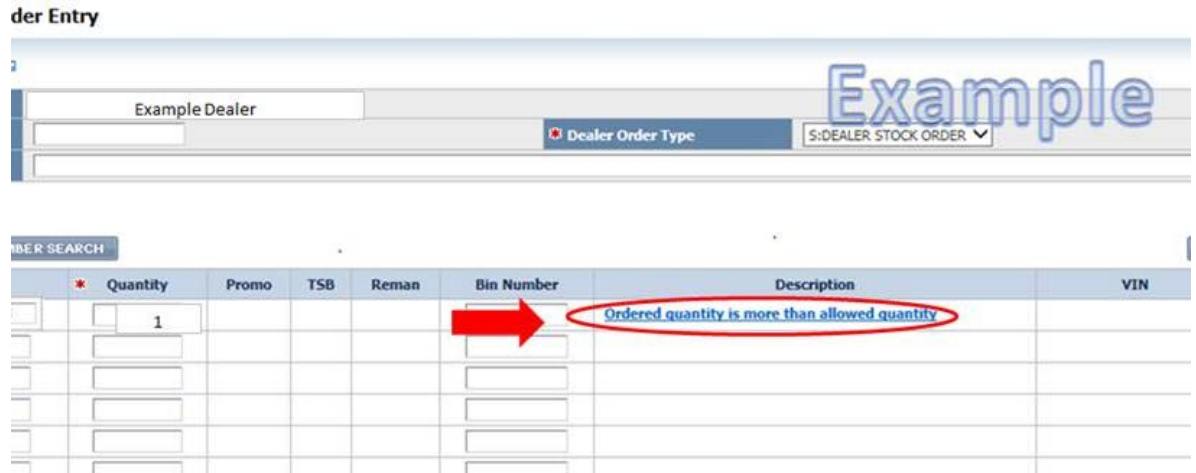 der Entry
Example
Example Dealer
* Dealer Order Type S:DEALER STOCK ORDER
MBER SEARCH
* Quantity Promo TSB Reman Bin Number Description VIN
1 Ordered quantity is more than allowed quantity